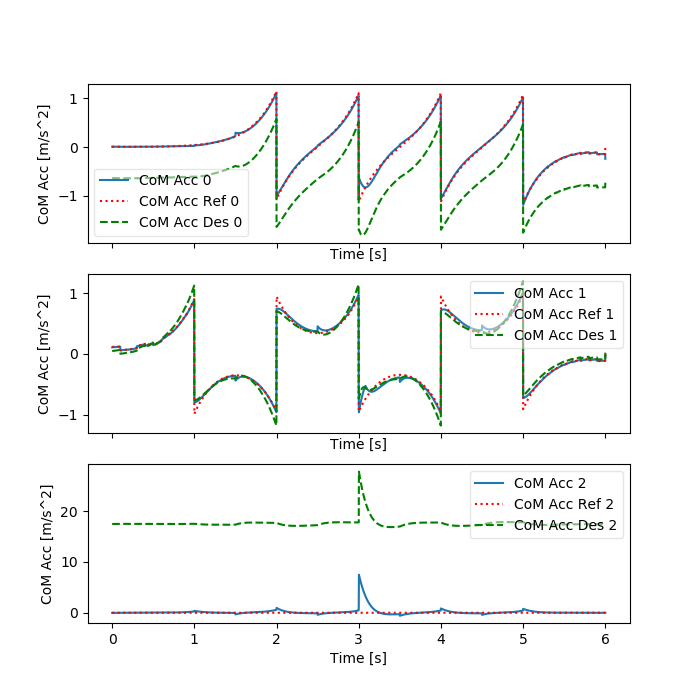 1
0
−1
CoM Acc [m/s^2]
CoM Acc 0
CoM Acc Ref 0
CoM Acc Des 0
Time [s]
1
0
−1
CoM Acc [m/s^2]
CoM Acc 1
CoM Acc Ref 1
CoM Acc Des 1
Time [s]
20
10
0
CoM Acc [m/s^2]
CoM Acc 2
CoM Acc Ref 2
CoM Acc Des 2
0 1 2 3 4 5 6
Time [s]